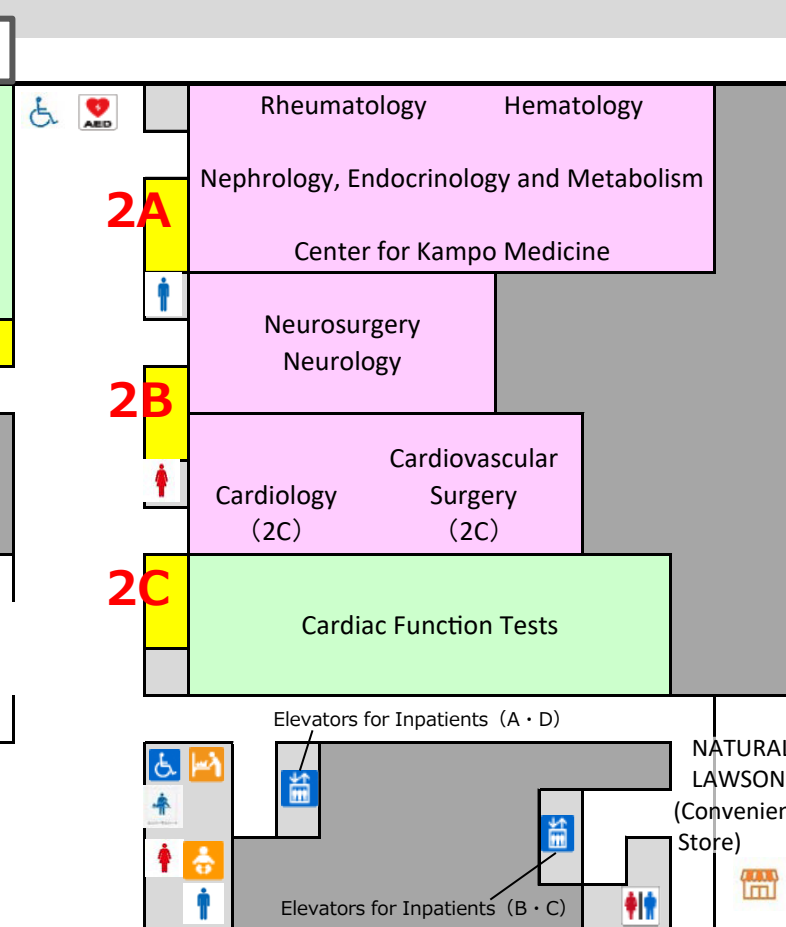 AED
Rheumatology
Hematology
2A
Nephrology, Endocrinology and Metabolism
Center for Kampo Medicine
Neurosurgery
Neurology
2B
Cardiology
（2C）
Cardiovascular
Surgery
（2C）
2C
Cardiac Function Tests
Elevators for Inpatients（A・D）
NATURAL
LAWSON
(Convenien
Store)
Elevators for Inpatients（B・C）